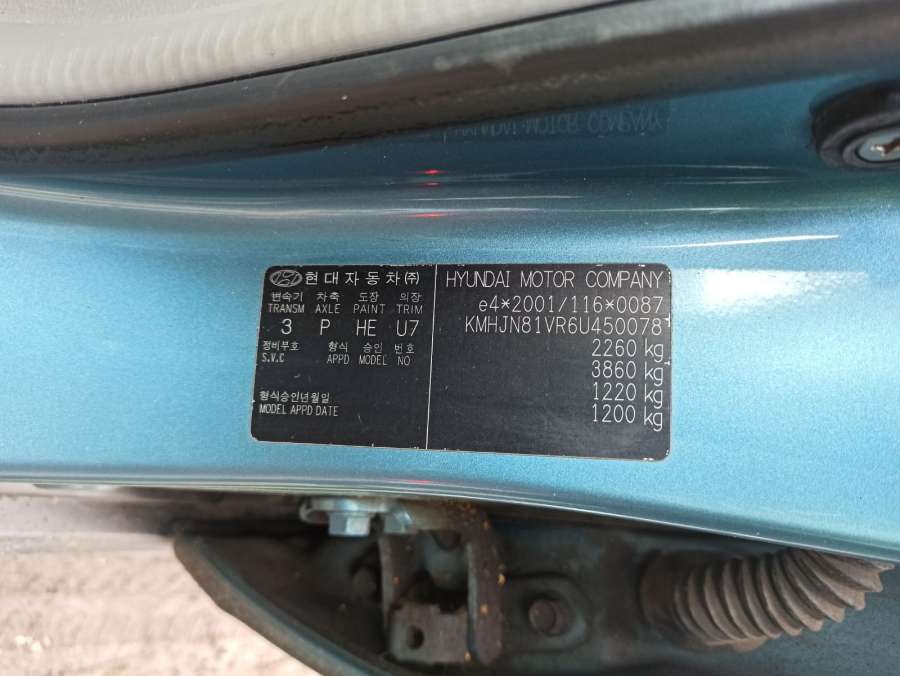 현대자동차(주)
변속기 차축 도장 의장
TRANSM AXLE PAINT TRIM
3 P HE U7
정비부호 형식 승인 번호
S.V.C APPD MODEL NO
형식승인년월일
MODEL APPD DATE
HYUNDAI MOTOR COMPANY
e4*2001/116*0087
KMHJN81VR6U450078
2260 kg
3860 kg
1220 kg
1200 kg